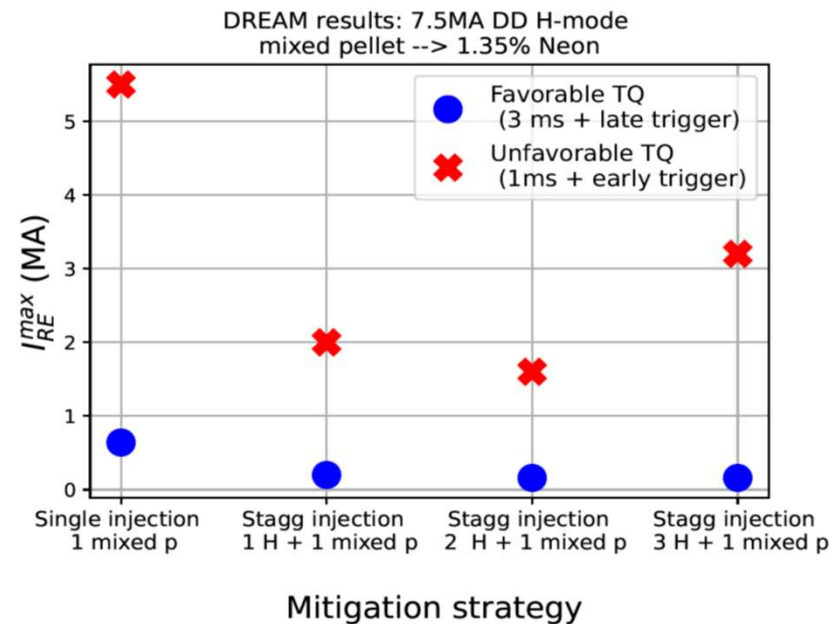 DREAM results: 7.5MA DD H-mode
mixed pellet --> 1.35% Neon
Favorable TQ
(3 ms + late trigger)
Unfavorable TQ
(1ms + early trigger)
I_{RE}^{max} (MA)
5
4
3
2
1
0
Single injection
1 mixed p
Stagg injection
1 H + 1 mixed p
Stagg injection
2 H + 1 mixed p
Stagg injection
3 H + 1 mixed p
Mitigation strategy